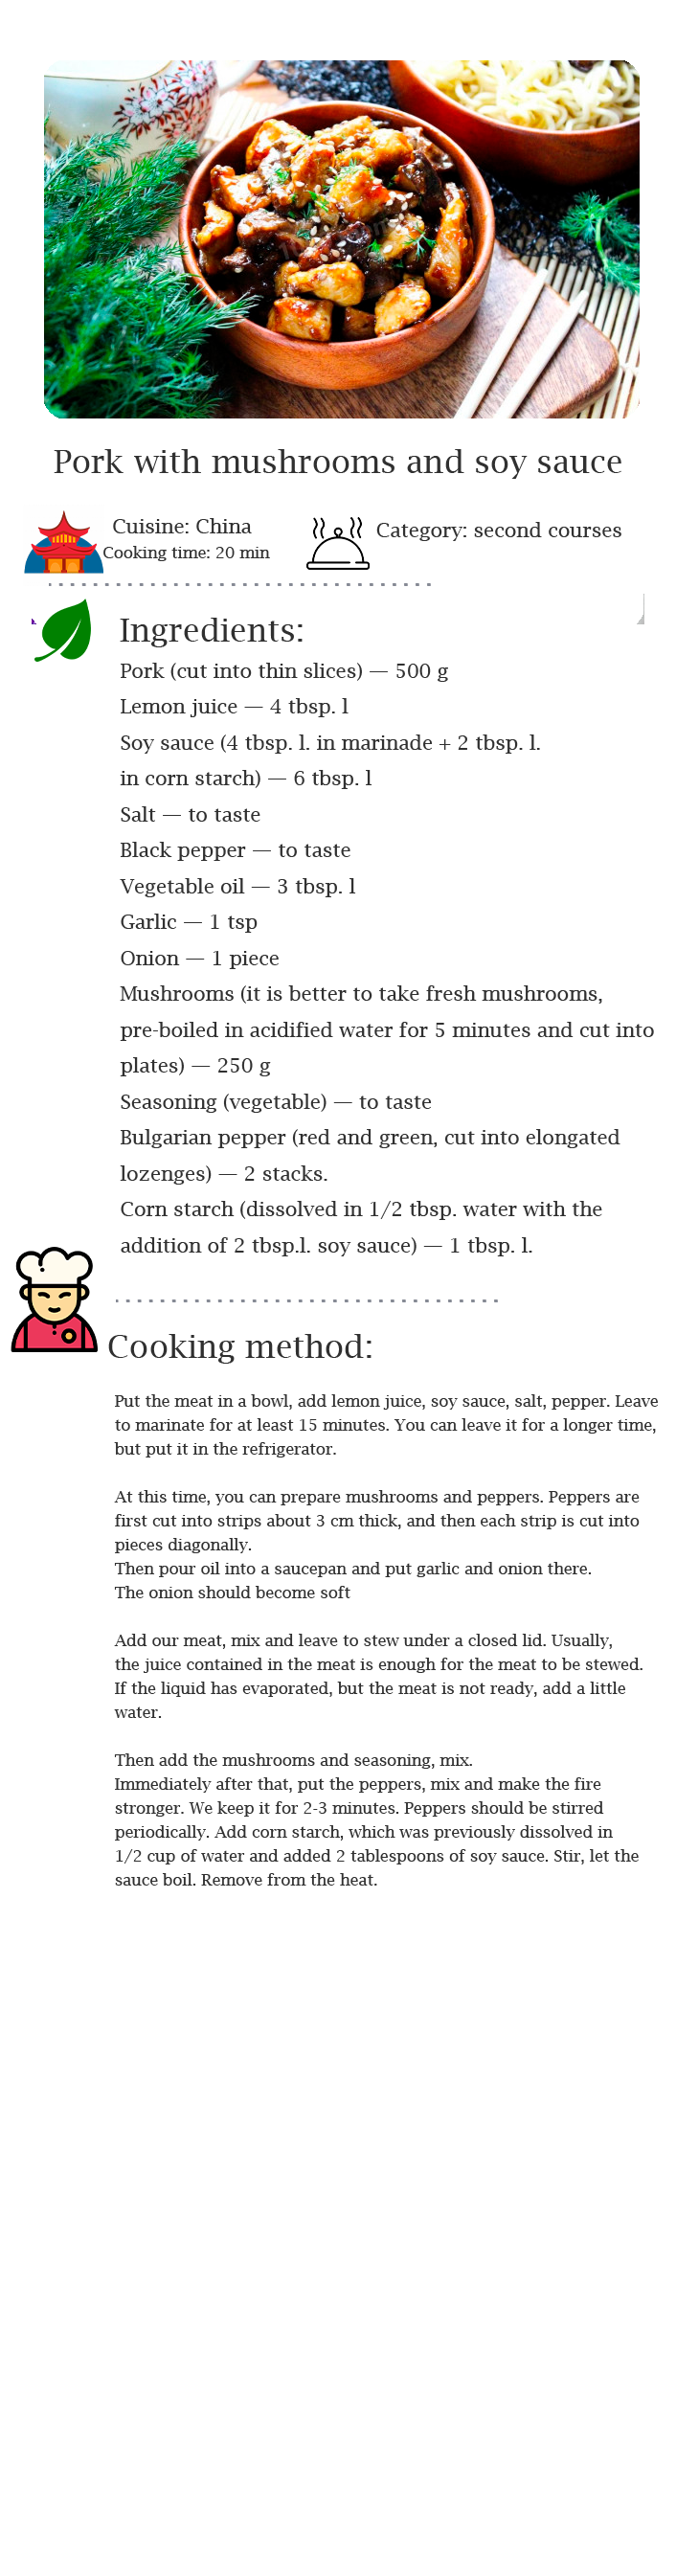 Pork with mushrooms and soy sauce
Cuisine: China
Cooking time: 20 min
Category: second courses
Ingredients:
Pork (cut into thin slices) — 500 g
Lemon juice — 4 tbsp. l
Soy sauce (4 tbsp. l. in marinade + 2 tbsp. l.
in corn starch) — 6 tbsp. l
Salt — to taste
Black pepper — to taste
Vegetable oil — 3 tbsp. l
Garlic — 1 tsp
Onion — 1 piece
Mushrooms (it is better to take fresh mushrooms,
pre-boiled in acidified water for 5 minutes and cut into
plates) — 250 g
Seasoning (vegetable) — to taste
Bulgarian pepper (red and green, cut into elongated
lozenges) — 2 stacks.
Corn starch (dissolved in 1/2 tbsp. water with the
addition of 2 tbsp.l. soy sauce) — 1 tbsp. l.
Cooking method:
Put the meat in a bowl, add lemon juice, soy sauce, salt, pepper. Leave
to marinate for at least 15 minutes. You can leave it for a longer time,
but put it in the refrigerator.
At this time, you can prepare mushrooms and peppers. Peppers are
first cut into strips about 3 cm thick, and then each strip is cut into
pieces diagonally.
Then pour oil into a saucepan and put garlic and onion there.
The onion should become soft
Add our meat, mix and leave to stew under a closed lid. Usually,
the juice contained in the meat is enough for the meat to be stewed.
If the liquid has evaporated, but the meat is not ready, add a little
water.
Then add the mushrooms and seasoning, mix.
Immediately after that, put the peppers, mix and make the fire
stronger. We keep it for 2-3 minutes. Peppers should be stirred
periodically. Add corn starch, which was previously dissolved in
1/2 cup of water and added 2 tablespoons of soy sauce. Stir, let the
sauce boil. Remove from the heat.